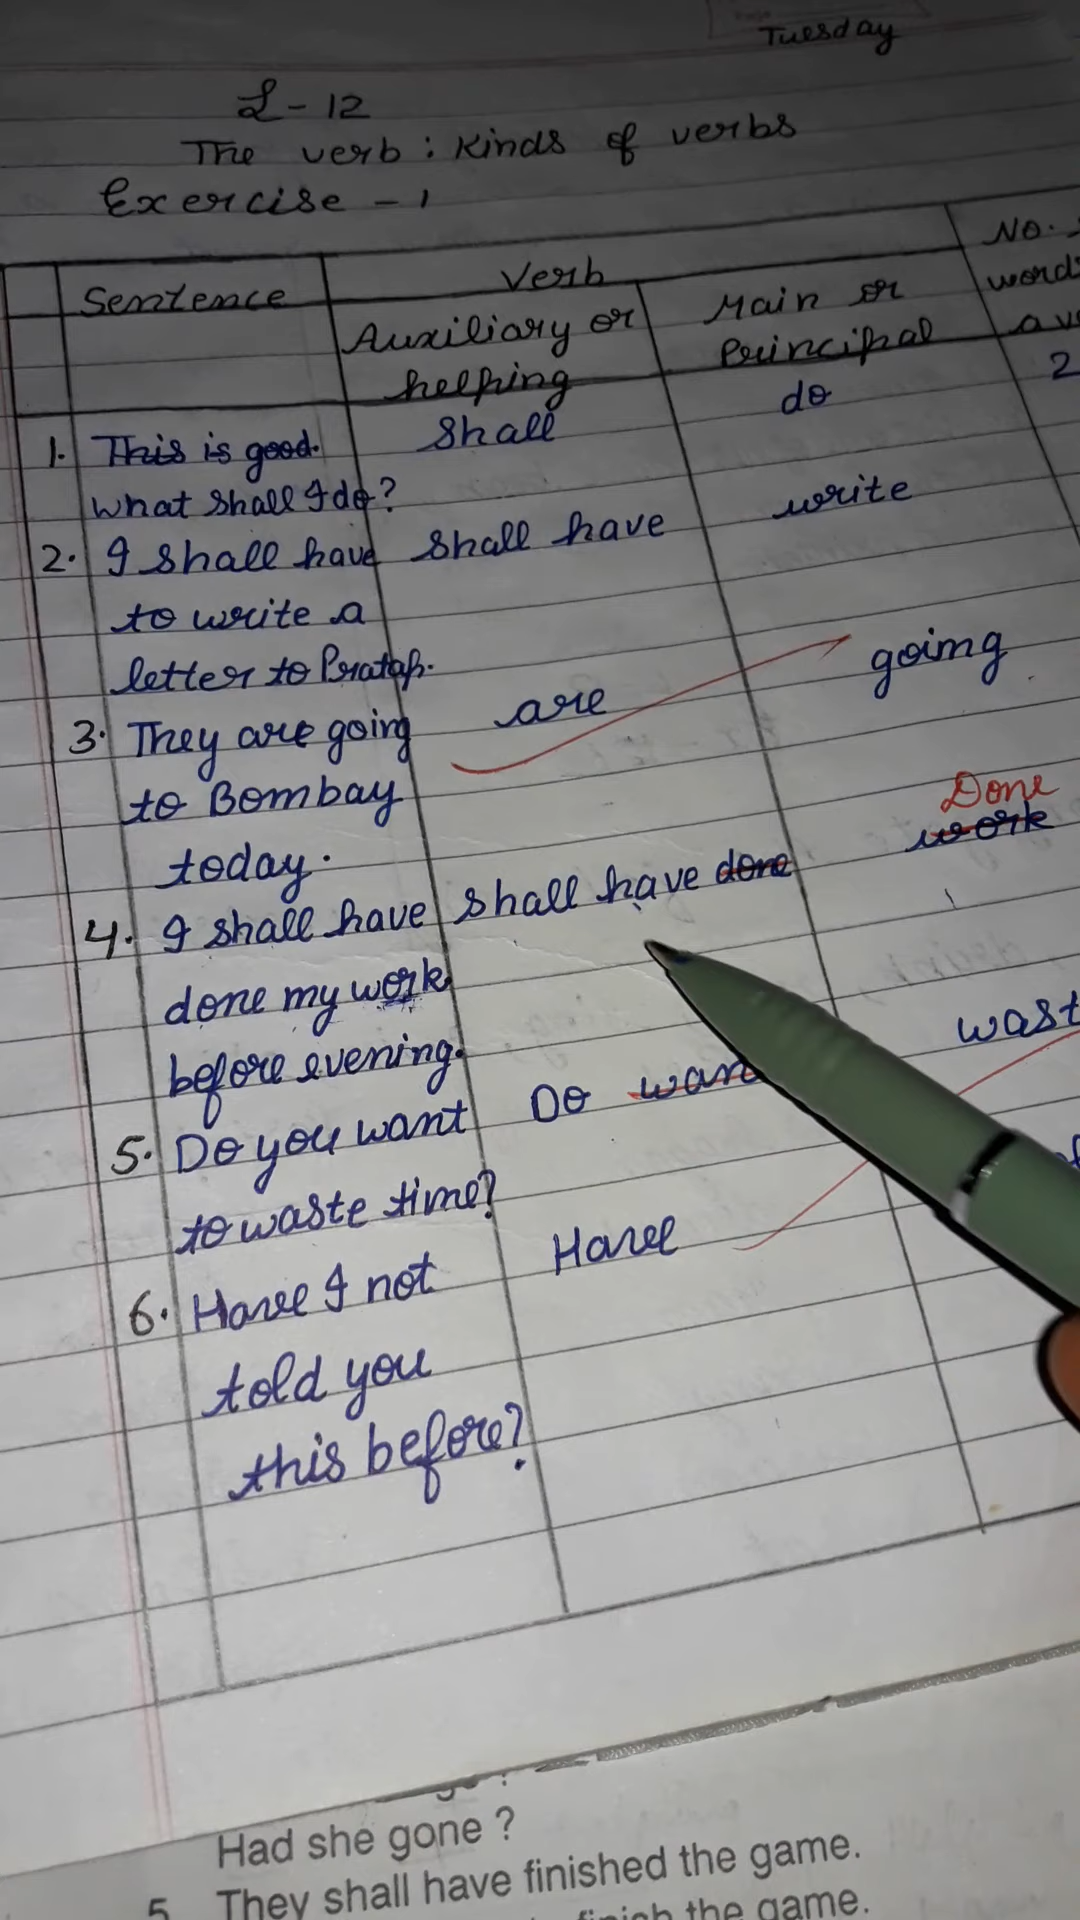 Tuesday
L-12
The verb : Kinds of verbs
Exercise - 1
Sentence
Verb
No.
Auxiliary or
helping
Main or
Principal
word
1. This is good.
Shall
do
2
What shall I do?
2. I shall have
shall have
write
to write a
letter to Pratap.
3. They are going
are
going
to Bombay
today.
Done
4. I shall have
shall have done
work
done my work
before evening.
5. Do you want
Do
to waste time?
6. Have I not
Have
told you
this before?
Had she gone ?
5 They shall have finished the game.
the game.